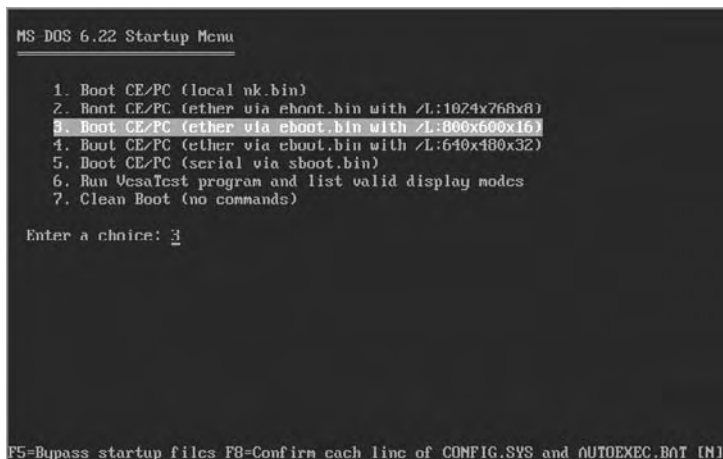 MS-DOS 6.22 Startup Menu
1. Boot CE/PC (local nk.bin)
2. Boot CE/PC (ether via eboot.bin with /L:1024x768x8)
3. Boot CE/PC (ether via eboot.bin with /L:800x600x16)
4. Boot CE/PC (ether via eboot.bin with /L:640x480x32)
5. Boot CE/PC (serial via sboot.bin)
6. Run VesaTest program and list valid display modes
7. Clean Boot (no commands)
Enter a choice: 3
F5=Bypass startup files F8=Confirm each line of CONFIG.SYS and AUTOEXEC.BAT [N]